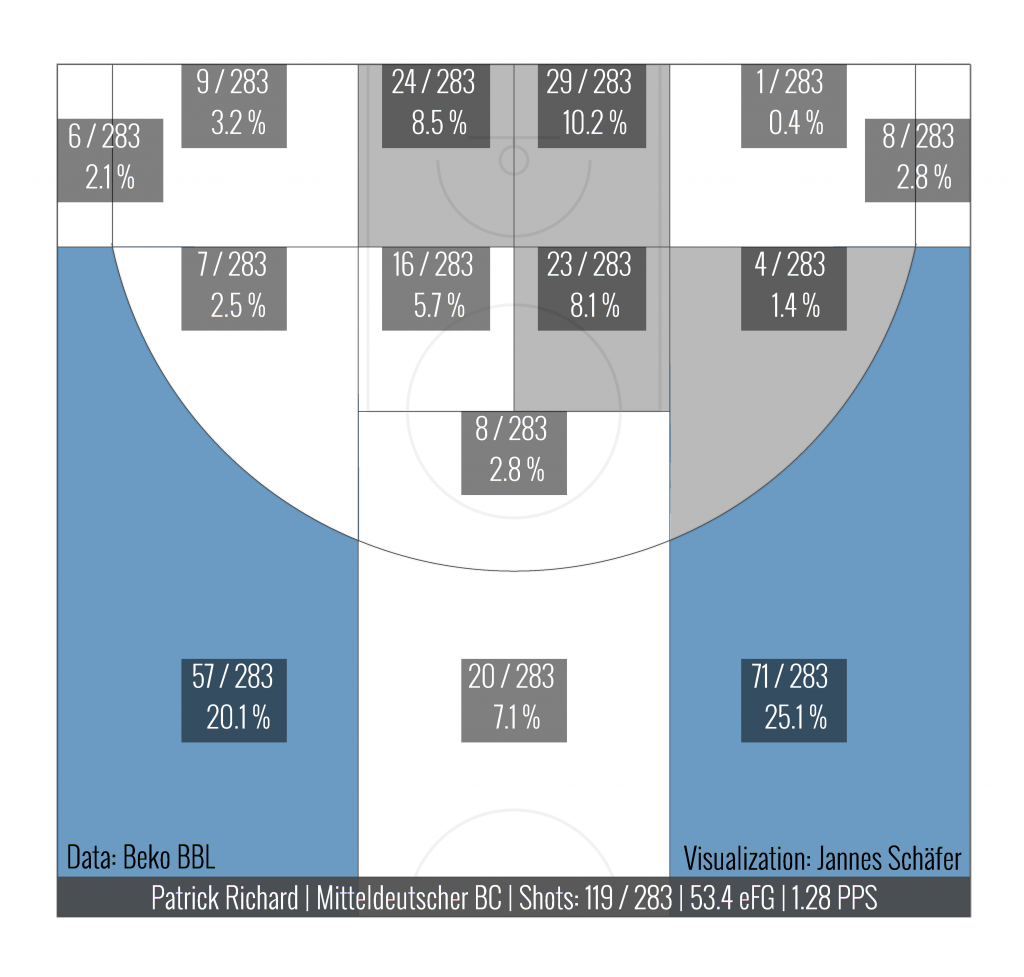 9 / 283
3.2 %
24 / 283
8.5 %
29 / 283
10.2 %
1 / 283
0.4 %
6 / 283
2.1 %
8 / 283
2.8 %
7 / 283
2.5 %
16 / 283
5.7 %
23 / 283
8.1 %
4 / 283
1.4 %
8 / 283
2.8 %
57 / 283
20.1 %
20 / 283
7.1 %
71 / 283
25.1 %
Data: Beko BBL
Visualization: Jannes Schäfer
Patrick Richard | Mitteldeutscher BC | Shots: 119 / 283 | 53.4 eFG | 1.28 PPS